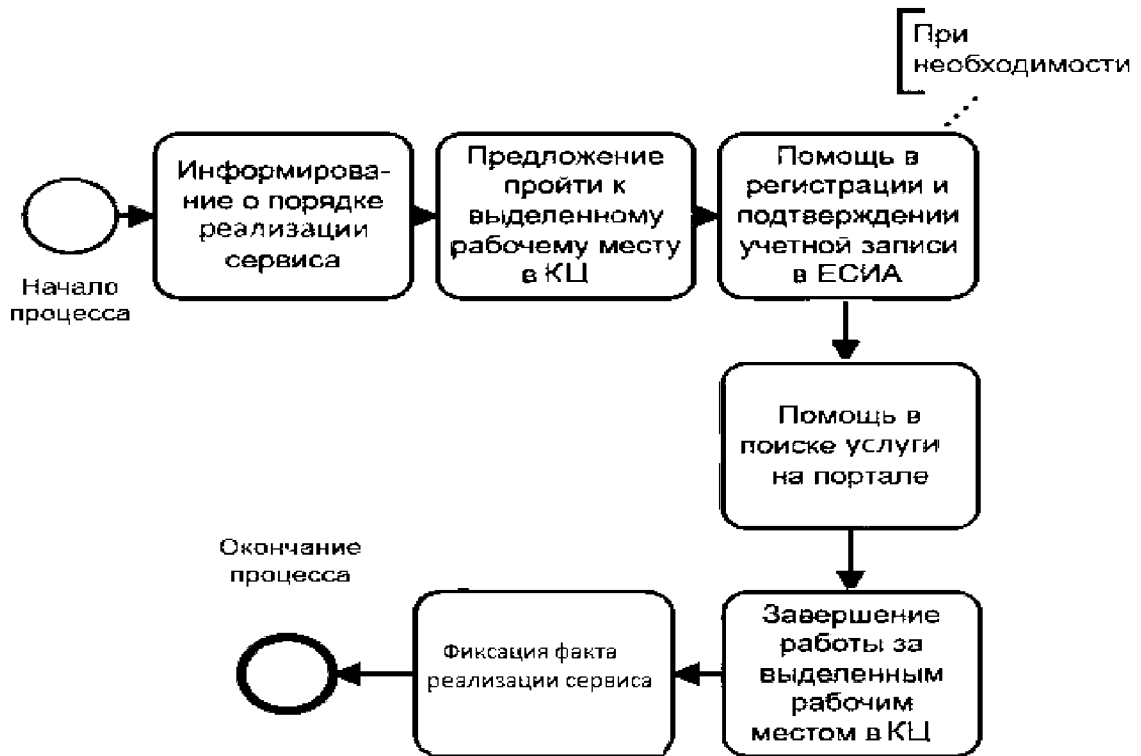 При
необходимости
Информирова-
ние о порядке
реализации
сервиса
Предложение
пройти к
выделенному
рабочему месту
в КЦ
Помощь в
регистрации и
подтверждении
учетной записи
в ЕСИА
Начало
процесса
Помощь в
поиске услуги
на портале
Окончание
процесса
Фиксация факта
реализации сервиса
Завершение
работы за
выделенным
рабочим
местом в КЦ